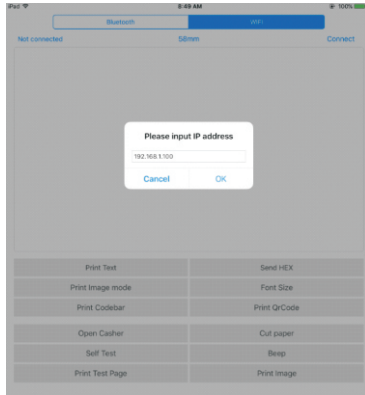 iPad 8:49 AM 100%
Bluetooth WIFI
Not connected 58mm Connect
Please input IP address
192.168.1.100
Cancel OK
Print Text Send HEX
Print Image mode Font Size
Print Codebar Print QrCode
Open Casher Cut paper
Self Test Beep
Print Test Page Print Image